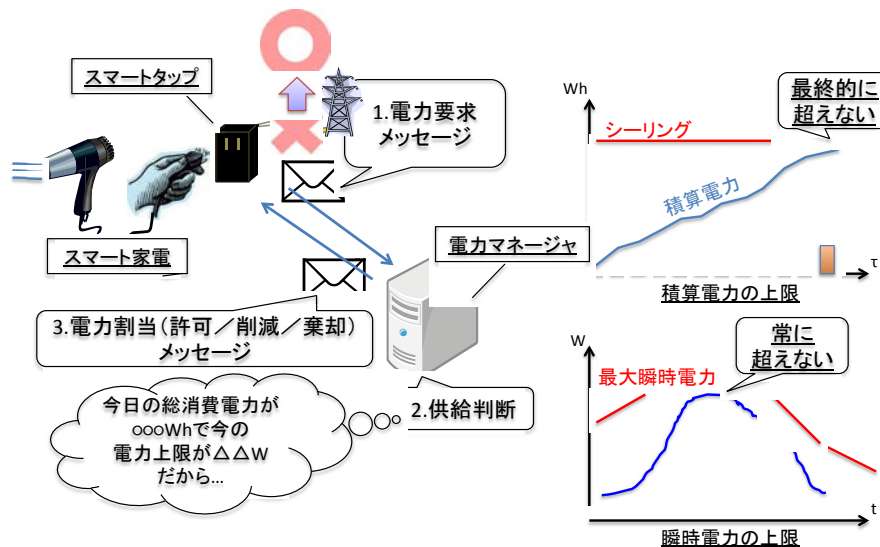 スマートタップ
1.電力要求
メッセージ
スマート家電
電力マネージャ
3.電力割当（許可／削減／棄却）
メッセージ
2.供給判断
今日の総消費電力が
○○○Whで今の
電力上限が△△W
だから…
Wh
シーリング
最終的に
超えない
積算電力
τ
積算電力の上限
W
常に
超えない
最大瞬時電力
t
瞬時電力の上限